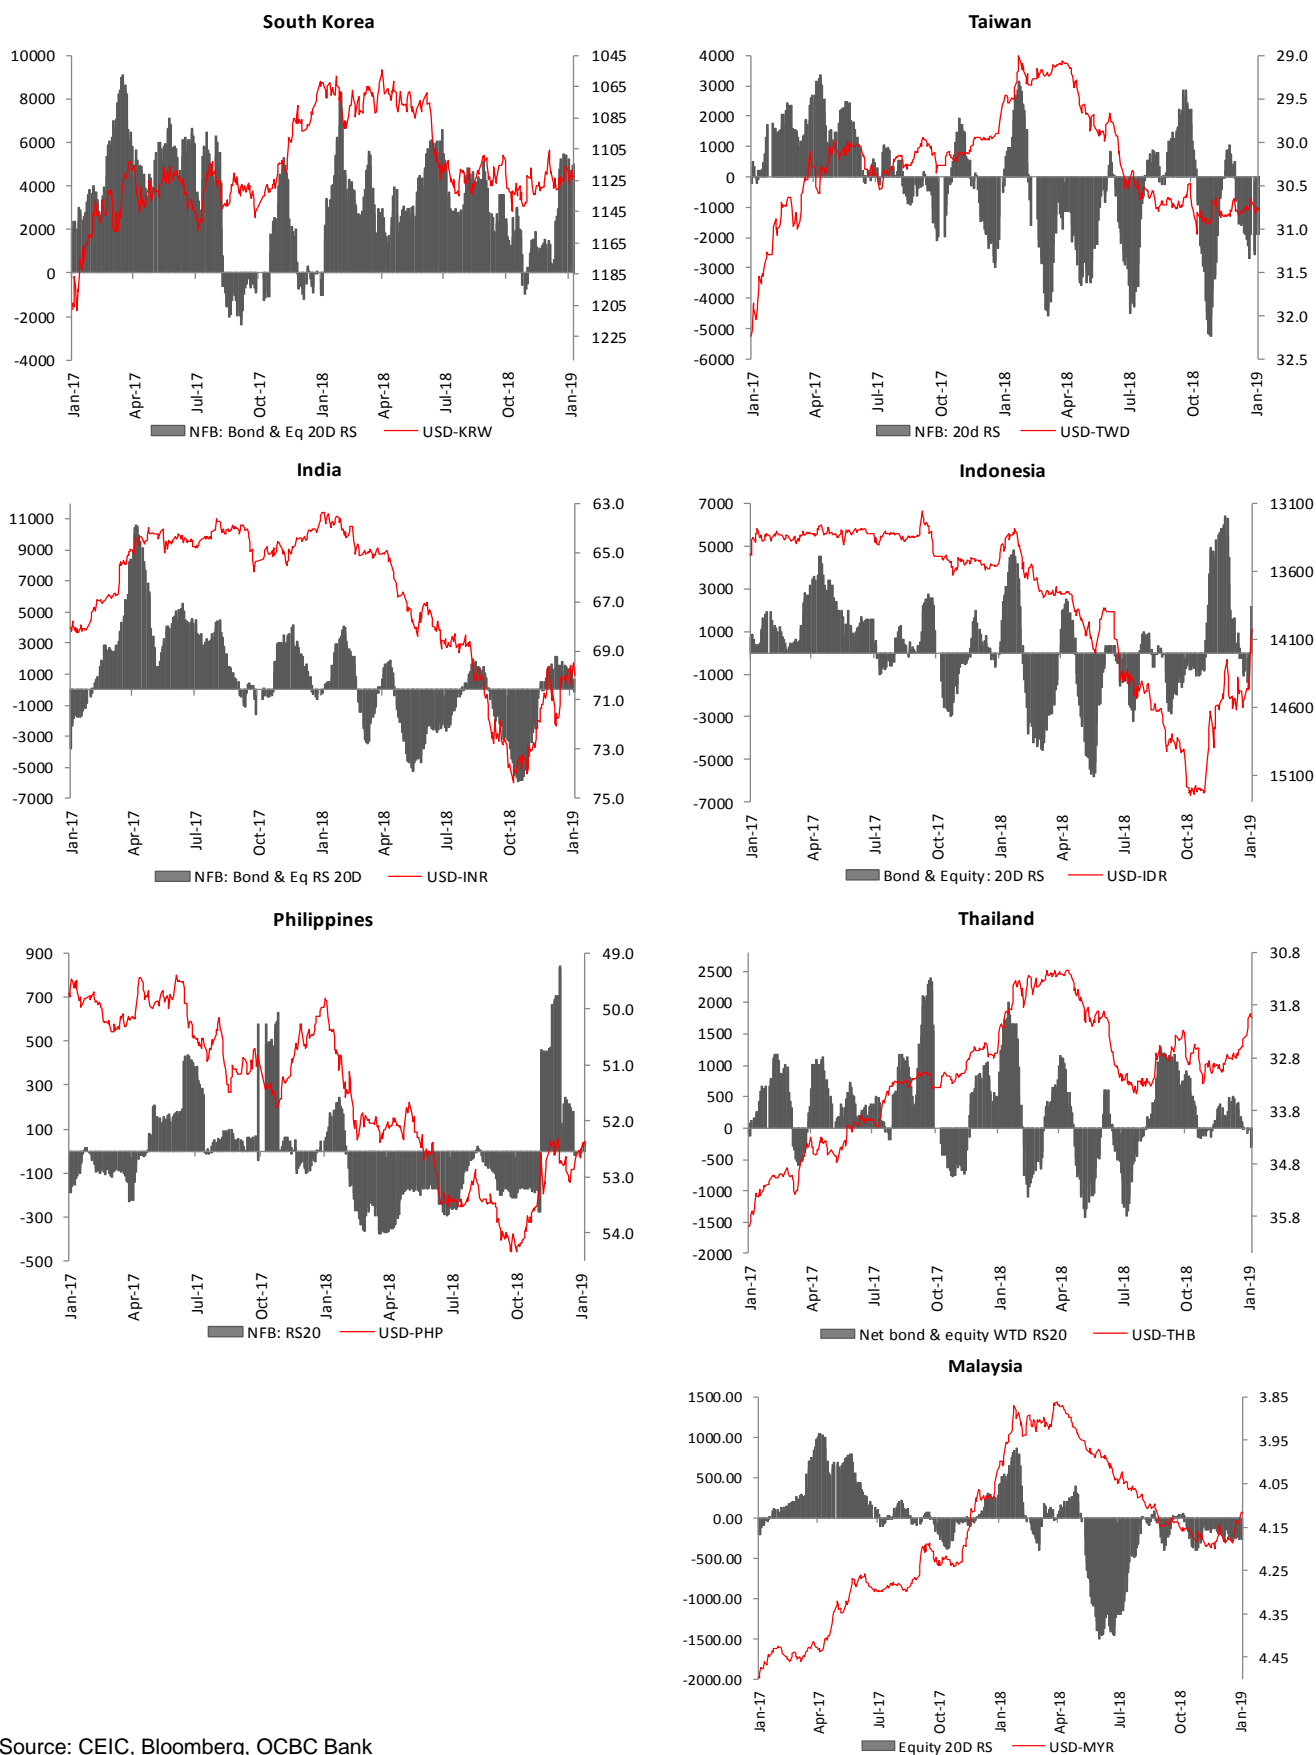 South Korea
10000
8000
6000
4000
2000
0
-2000
-4000
1045
1065
1085
1105
1125
1145
1165
1185
1205
1225
Jan-17
Apr-17
Jul-17
Oct-17
Jan-18
Apr-18
Jul-18
Oct-18
Jan-19
NFB: Bond & Eq 20D RS USD-KRW
Taiwan
4000
3000
2000
1000
0
-1000
-2000
-3000
-4000
-5000
-6000
29.0
29.5
30.0
30.5
31.0
31.5
32.0
32.5
Jan-17
Apr-17
Jul-17
Oct-17
Jan-18
Apr-18
Jul-18
Oct-18
Jan-19
NFB: 20d RS USD-TWD
India
11000
9000
7000
5000
3000
1000
-1000
-3000
-5000
-7000
63.0
65.0
67.0
69.0
71.0
73.0
75.0
Jan-17
Apr-17
Jul-17
Oct-17
Jan-18
Apr-18
Jul-18
Oct-18
Jan-19
NFB: Bond & Eq RS 20D USD-INR
Indonesia
7000
5000
3000
1000
-1000
-3000
-5000
-7000
13100
13600
14100
14600
15100
Jan-17
Apr-17
Jul-17
Oct-17
Jan-18
Apr-18
Jul-18
Oct-18
Jan-19
Bond & Equity: 20D RS USD-IDR
Philippines
900
700
500
300
100
-100
-300
-500
49.0
50.0
51.0
52.0
53.0
54.0
Jan-17
Apr-17
Jul-17
Oct-17
Jan-18
Apr-18
Jul-18
Oct-18
Jan-19
NFB: RS20 USD-PHP
Thailand
2500
2000
1500
1000
500
0
-500
-1000
-1500
-2000
30.8
31.8
32.8
33.8
34.8
35.8
Jan-17
Apr-17
Jul-17
Oct-17
Jan-18
Apr-18
Jul-18
Oct-18
Jan-19
Net bond & equity WTD RS20 USD-THB
Malaysia
1500.00
1000.00
500.00
0.00
-500.00
-1000.00
-1500.00
-2000.00
3.85
3.95
4.05
4.15
4.25
4.35
4.45
Jan-17
Apr-17
Jul-17
Oct-17
Jan-18
Apr-18
Jul-18
Oct-18
Jan-19
Equity 20D RS USD-MYR
Source: CEIC, Bloomberg, OCBC Bank